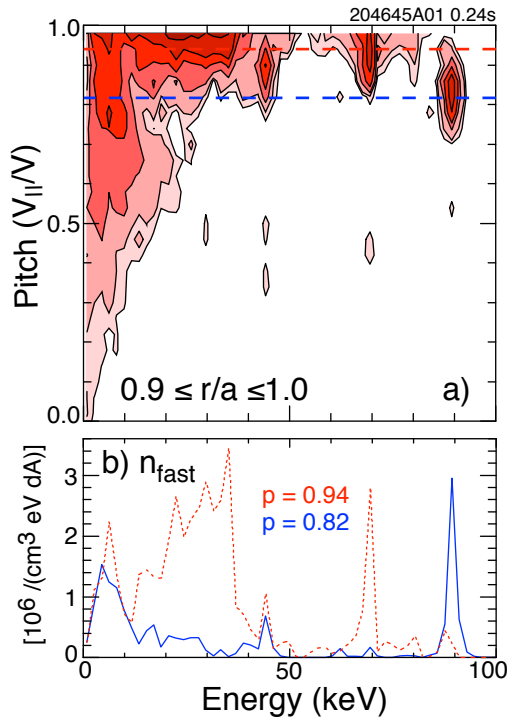 204645A01 0.24s
1.0
0.5
0.0
Pitch (V||/V)
0.9 ≤ r/a ≤1.0
a)
b) nfast
p = 0.94
p = 0.82
3
2
1
0
[10⁶ /(cm³ eV dA)]
0
50
100
Energy (keV)